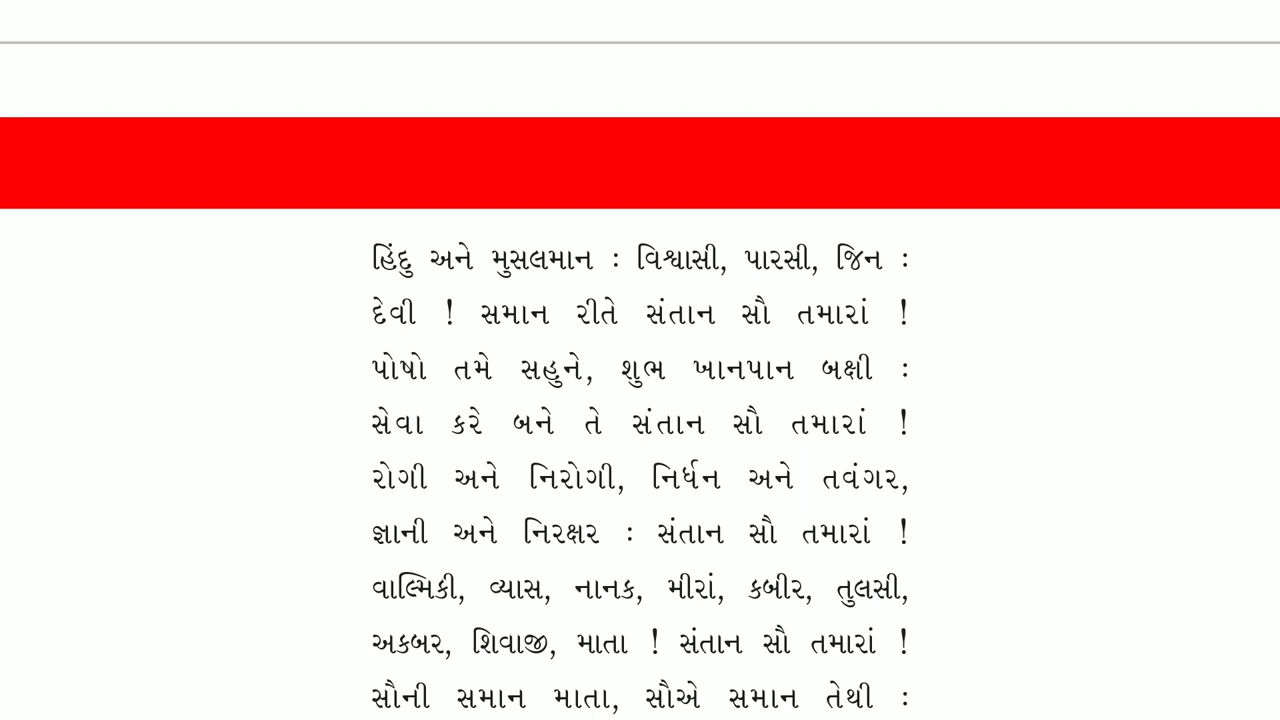 હિંદુ અને મુસલમાન : વિશ્વાસી, પારસી, જિન :
દેવી ! સમાન રીતે સંતાન સૌ તમારાં !
પોષો તમે સહુને, શુભ ખાનપાન બક્ષી :
સેવા કરે બને તે સંતાન સૌ તમારાં !
રોગી અને નિરોગી, નિર્ધન અને તવંગર,
જ્ઞાની અને નિરક્ષર : સંતાન સૌ તમારાં !
વાલ્મિકી, વ્યાસ, નાનક, મીરાં, કબીર, તુલસી,
અકબર, શિવાજી, માતા ! સંતાન સૌ તમારાં !
સૌની સમાન માતા, સૌએ સમાન તેથી :